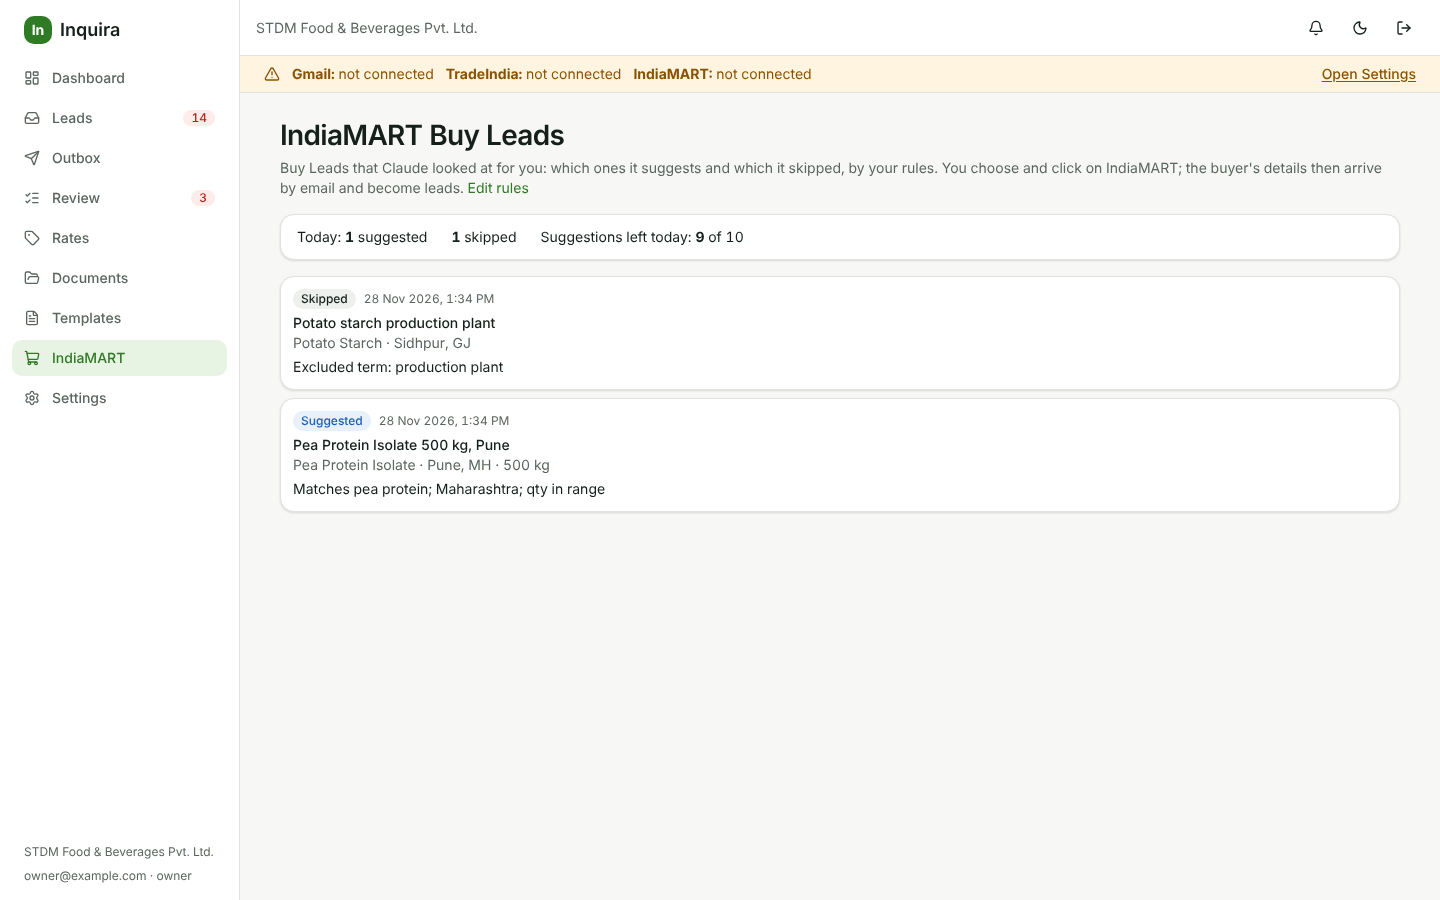 In Inquira
Dashboard
Leads 14
Outbox
Review 3
Rates
Documents
Templates
IndiaMART
Settings
STDM Food & Beverages Pvt. Ltd.
owner@example.com · owner
STDM Food & Beverages Pvt. Ltd.
Gmail: not connected TradeIndia: not connected IndiaMART: not connected Open Settings
IndiaMART Buy Leads
Buy Leads that Claude looked at for you: which ones it suggests and which it skipped, by your rules. You choose and click on IndiaMART; the buyer's details then arrive
by email and become leads. Edit rules
Today: 1 suggested 1 skipped Suggestions left today: 9 of 10
Skipped 28 Nov 2026, 1:34 PM
Potato starch production plant
Potato Starch · Sidhpur, GJ
Excluded term: production plant
Suggested 28 Nov 2026, 1:34 PM
Pea Protein Isolate 500 kg, Pune
Pea Protein Isolate · Pune, MH · 500 kg
Matches pea protein; Maharashtra; qty in range